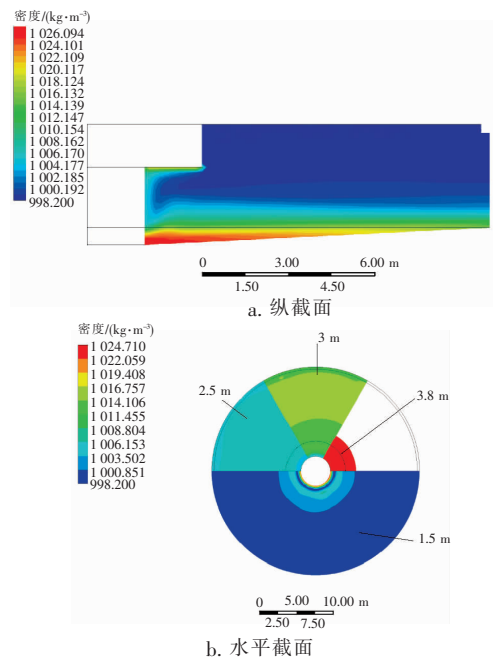 密度/(kg·m⁻³)
1 026.094
1 024.101
1 022.109
1 020.117
1 018.124
1 016.132
1 014.139
1 012.147
1 010.154
1 008.162
1 006.170
1 004.177
1 002.185
1 000.192
998.200
0 3.00 6.00 m
1.50 4.50
a. 纵截面
密度/(kg·m⁻³)
1 024.710
1 022.059
1 019.408
1 016.757
1 014.106
1 011.455
1 008.804
1 006.153
1 003.502
1 000.851
998.200
3 m
2.5 m
3.8 m
1.5 m
0 5.00 10.00 m
2.50 7.50
b. 水平截面